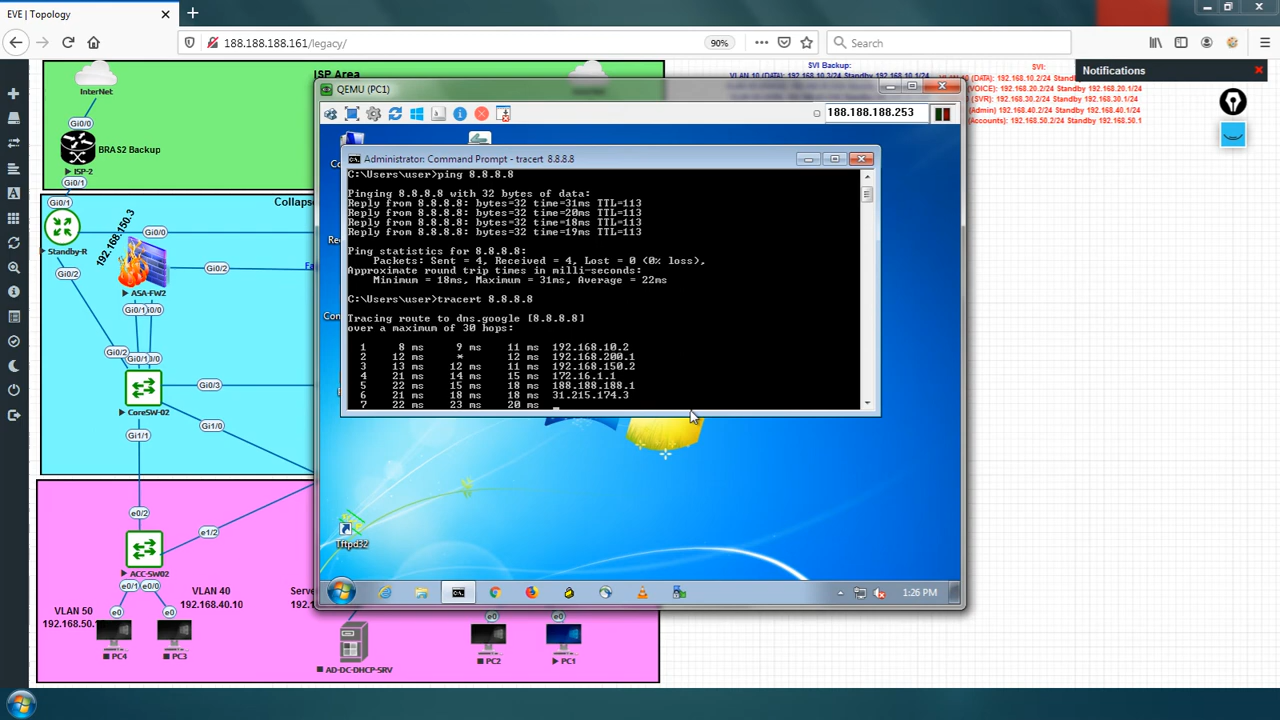 EVE | Topology
188.188.188.161/legacy/
90%
Search
ISP Area
InterNet
Gi0/0
BRAS2 Backup
ISP-2
Gi0/1
Gi0/1
Standby-R
Gi0/0
192.168.150.3
Gi0/2
Gi0/2
ASA-FW2
Collaps
Gi0/2
CoreSW-02
Gi0/3
Gi1/1
Gi1/0
SVI Backup:
SVI:
Notifications
(VOICE): 192.168.20.2/24 Standby 192.168.20.1/24
(SVR): 192.168.30.2/24 Standby 192.168.30.1/24
(Admin) 192.168.40.2/24 Standby 192.168.40.1/24
(Accounts): 192.168.50.2/24 Standby 192.168.50.1
QEMU (PC1)
188.188.188.253
Administrator: Command Prompt - tracert 8.8.8.8
C:\Users\user>ping 8.8.8.8
Pinging 8.8.8.8 with 32 bytes of data:
Reply from 8.8.8.8: bytes=32 time=31ms TTL=113
Reply from 8.8.8.8: bytes=32 time=20ms TTL=113
Reply from 8.8.8.8: bytes=32 time=18ms TTL=113
Reply from 8.8.8.8: bytes=32 time=19ms TTL=113
Ping statistics for 8.8.8.8:
Packets: Sent = 4, Received = 4, Lost = 0 (0% loss),
Approximate round trip times in milli-seconds:
Minimum = 18ms, Maximum = 31ms, Average = 22ms
C:\Users\user>tracert 8.8.8.8
Tracing route to dns.google [8.8.8.8]
over a maximum of 30 hops:
1 8 ms 9 ms 11 ms 192.168.10.2
2 12 ms * 12 ms 192.168.200.1
3 13 ms 12 ms 11 ms 192.168.150.2
4 21 ms 14 ms 15 ms 172.16.1.1
5 22 ms 15 ms 18 ms 188.188.188.1
6 21 ms 18 ms 18 ms 31.215.174.3
7 22 ms 23 ms 20 ms
Tftpd32
1:26 PM
e0/2
e1/2
ACC-SW02
e0/1
e0/0
VLAN 40
192.168.40.10
VLAN 50
192.168.50.
e0
e0
PC4
PC3
Serve
192.1
AD-DC-DHCP-SRV
e0
e0
PC2
PC1